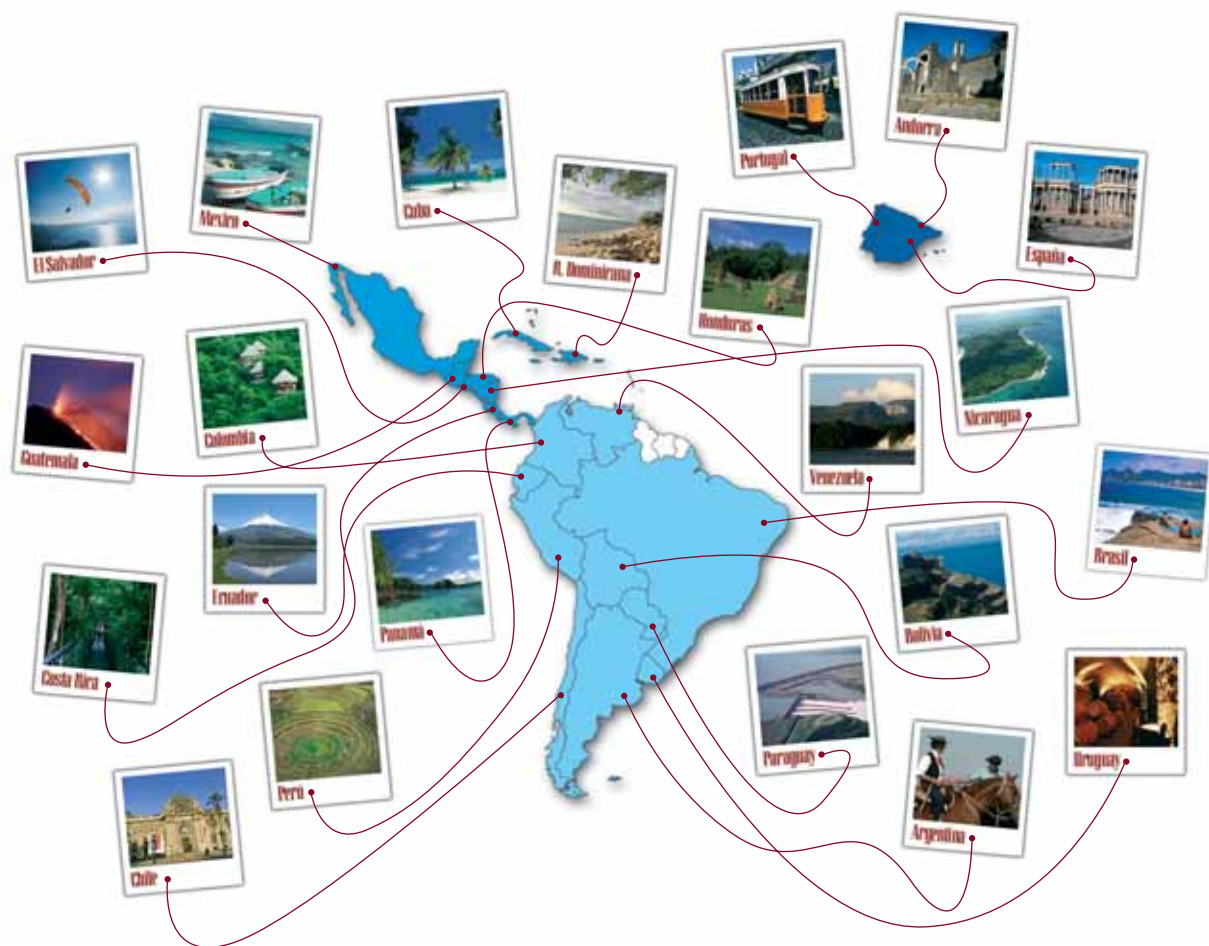 Portugal
Andorra
España
El Salvador
Mexico
Cuba
R. Dominicana
Honduras
Guatemala
Colombia
Nicaragua
Venezuela
Brasil
Ecuador
Panamá
Bolivia
Costa Rica
Perú
Paraguay
Uruguay
Chile
Argentina